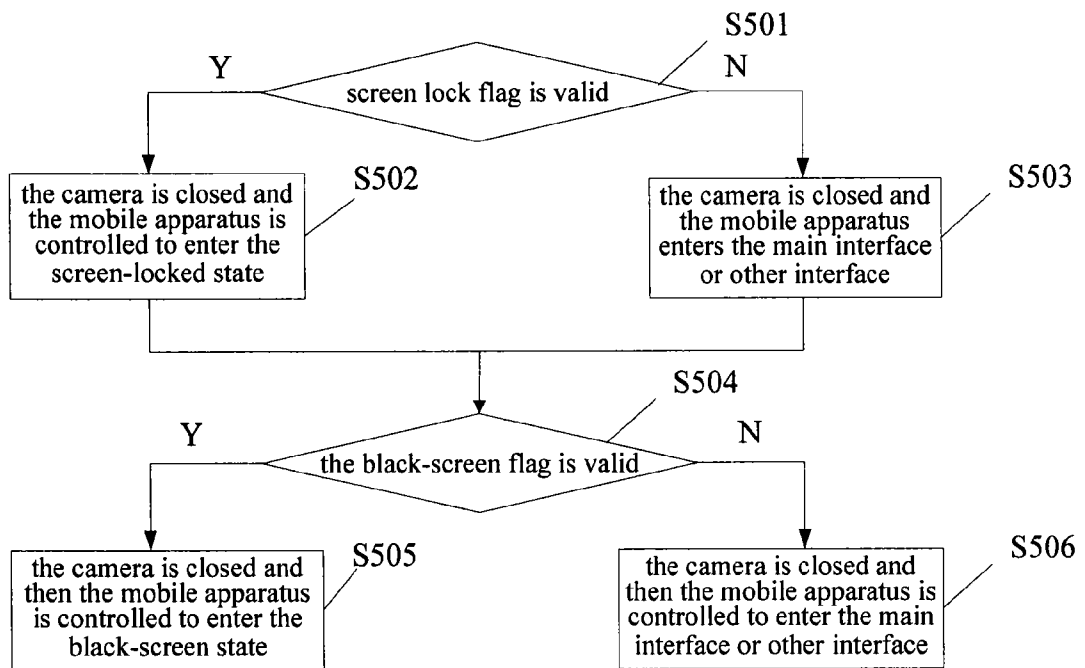 S501
Y
N
screen lock flag is valid
S502
the camera is closed and
the mobile apparatus is
controlled to enter the
screen-locked state
S503
the camera is closed and
the mobile apparatus
enters the main interface
or other interface
S504
Y
N
the black-screen flag is valid
S505
the camera is closed and
then the mobile apparatus
is controlled to enter the
black-screen state
S506
the camera is closed and
then the mobile apparatus is
controlled to enter the main
interface or other interface